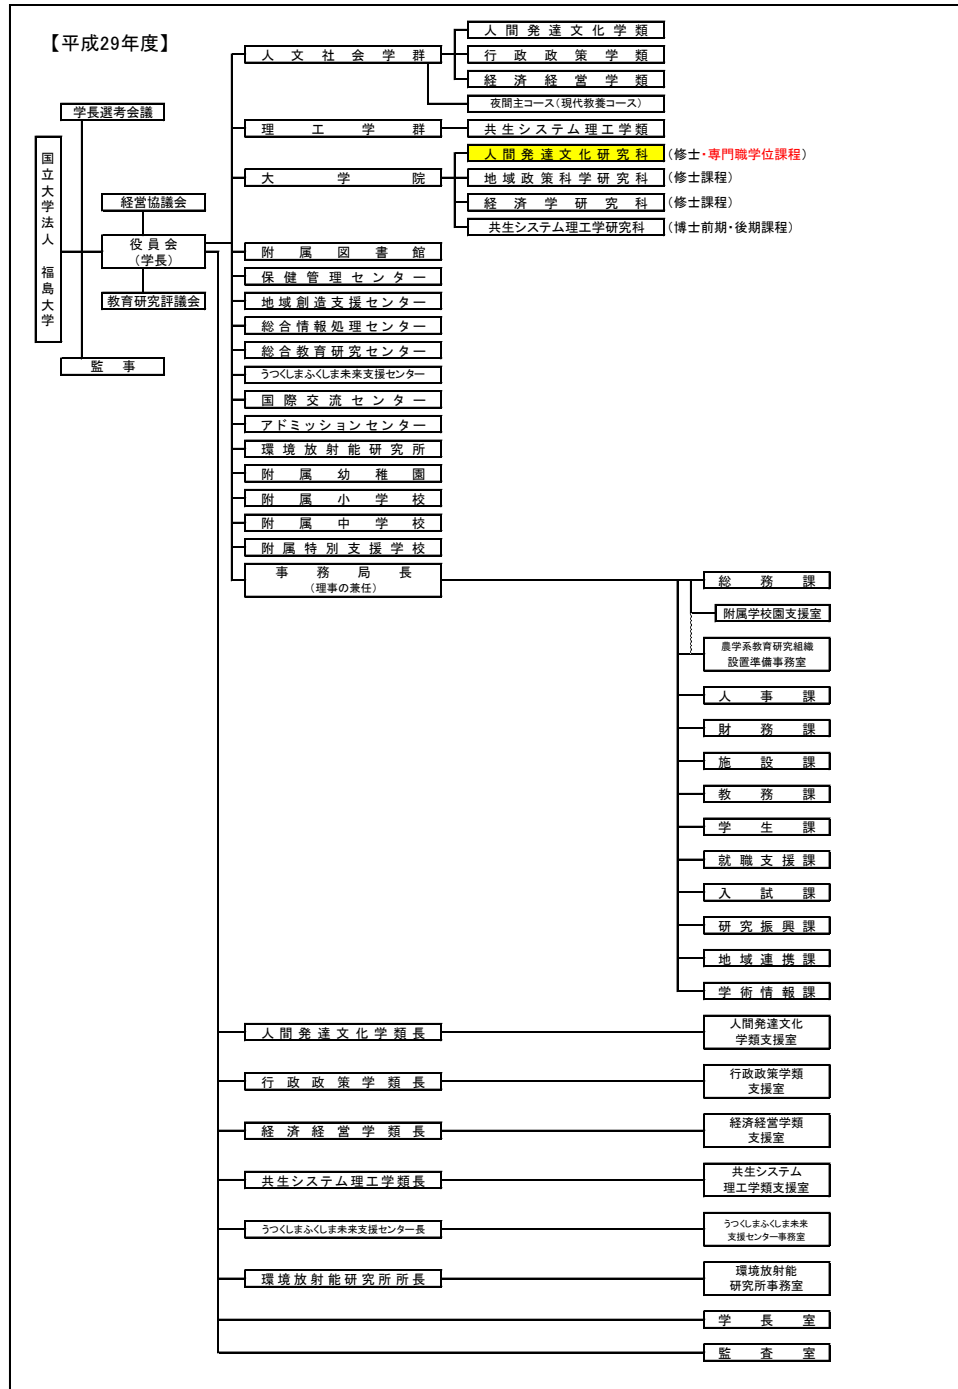 【平成29年度】
国立大学法人 福島大学
学長選考会議
経営協議会
役員会
(学長)
教育研究評議会
監事
人文社会学群
人間発達文化学類
行政政策学類
経済経営学類
夜間主コース(現代教養コース)
理工学群
共生システム理工学類
大学院
人間発達文化研究科 (修士・専門職学位課程)
地域政策科学研究科 (修士課程)
経済学研究科 (修士課程)
共生システム理工学研究科 (博士前期・後期課程)
附属図書館
保健管理センター
地域創造支援センター
総合情報処理センター
総合教育研究センター
うつくしまふくしま未来支援センター
国際交流センター
アドミッションセンター
環境放射能研究所
附属幼稚園
附属小学校
附属中学校
附属特別支援学校
事務局長
(理事の兼任)
総務課
附属学校園支援室
農学系教育研究組織
設置準備事務室
人事課
財務課
施設課
教務課
学生課
就職支援課
入試課
研究振興課
地域連携課
学術情報課
人間発達文化学類長
人間発達文化
学類支援室
行政政策学類長
行政政策学類
支援室
経済経営学類長
経済経営学類
支援室
共生システム理工学類長
共生システム
理工学類支援室
うつくしまふくしま未来支援センター長
うつくしまふくしま未来
支援センター事務室
環境放射能研究所所長
環境放射能
研究所事務室
学長室
監査室